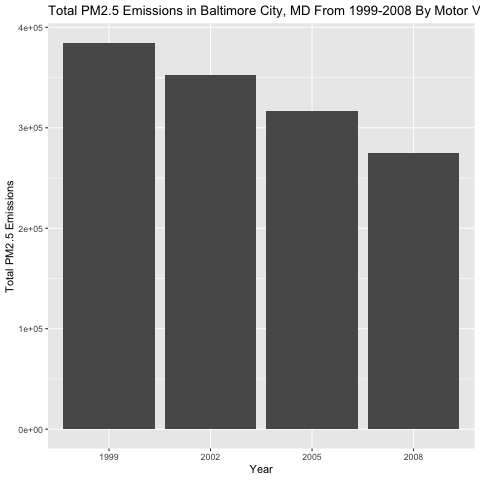 Total PM2.5 Emissions in Baltimore City, MD From 1999-2008 By Motor V
4e+05
3e+05
2e+05
1e+05
0e+00
Total PM2.5 Emissions
1999 2002 2005 2008
Year